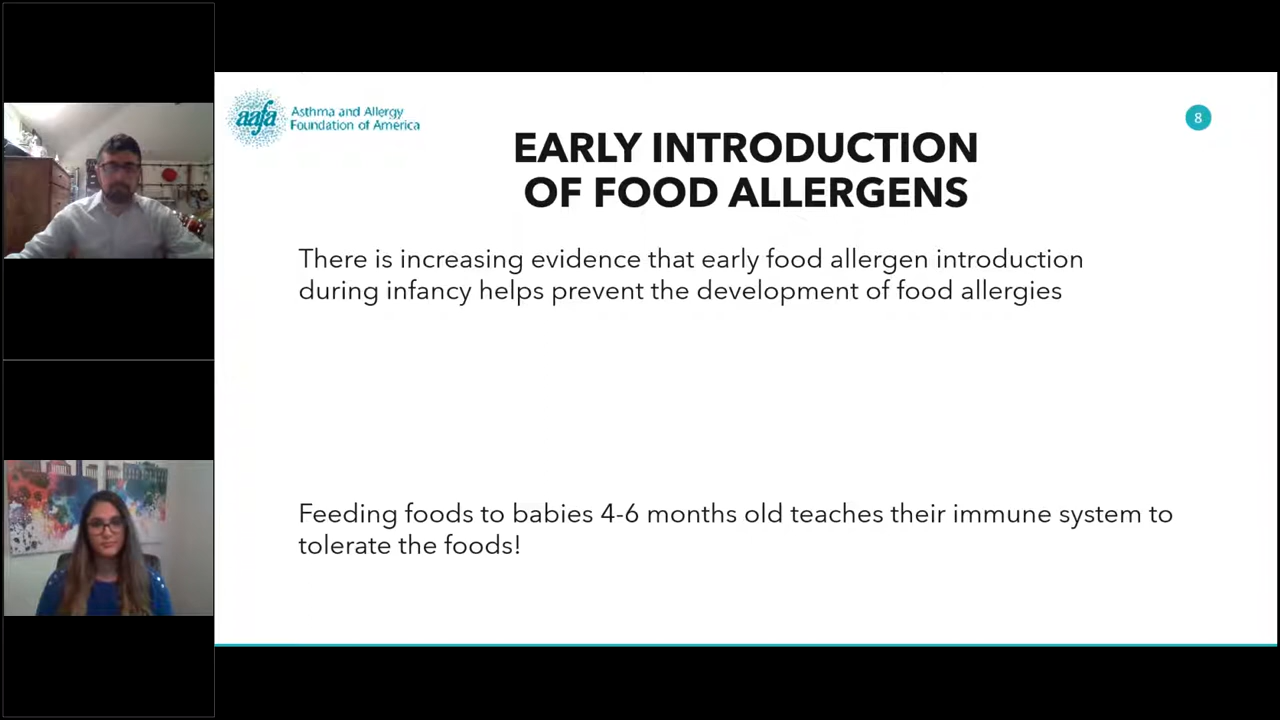 aafa
Asthma and Allergy
Foundation of America
8
EARLY INTRODUCTION
OF FOOD ALLERGENS
There is increasing evidence that early food allergen introduction
during infancy helps prevent the development of food allergies
Feeding foods to babies 4-6 months old teaches their immune system to
tolerate the foods!